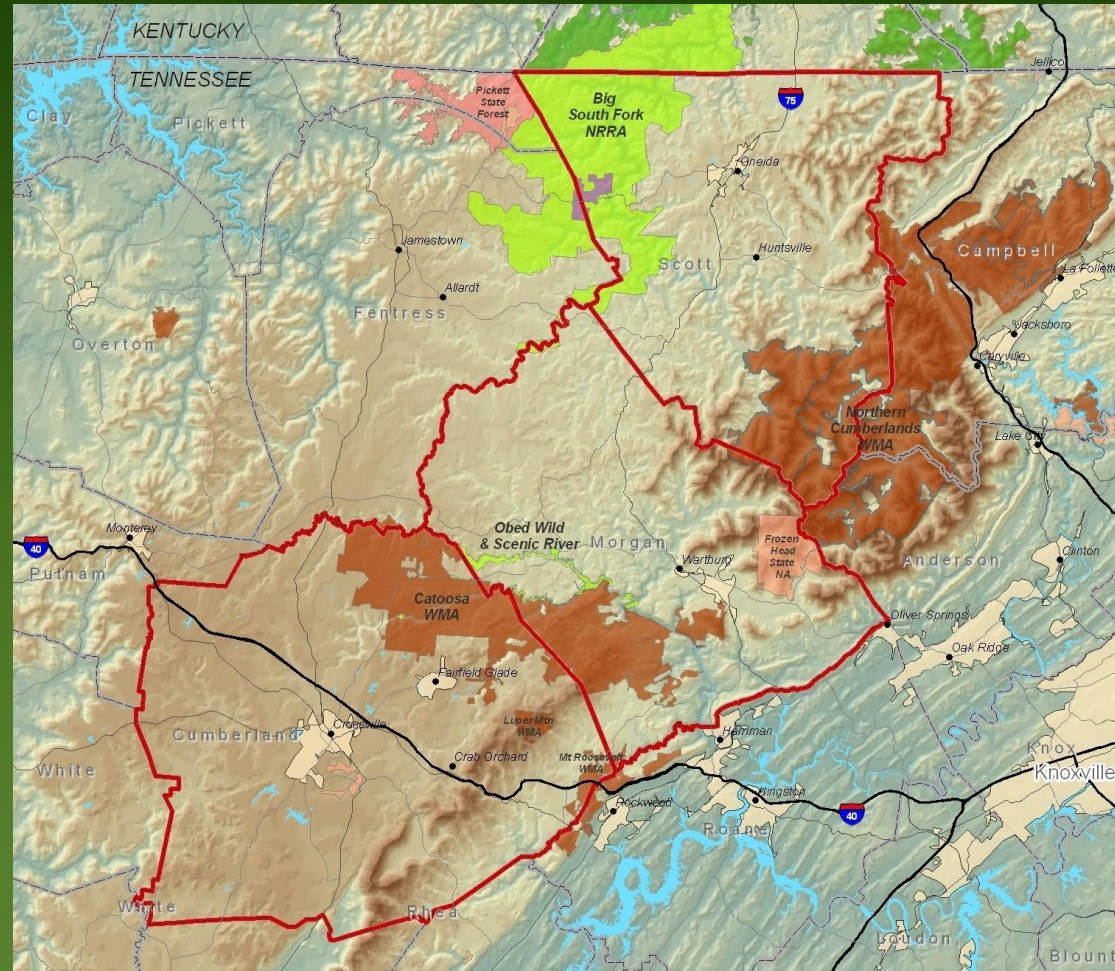 KENTUCKY
TENNESSEE
Clay
Pickett
Pickett
State
Forest
Big
South Fork
NRRA
75
Jellico
Oneida
Jamestown
Huntsville
Scott
Campbell
La Follette
Allardt
Fentress
Overton
Jacksboro
Caryville
Northern
Cumberlands
WMA
Lake City
Monterey
40
Putnam
Obed Wild
& Scenic River
Morgan
Wartburg
Frozen
Head
State
NA
Anderson
Clinton
Catoosa
WMA
Oliver Springs
Oak Ridge
Fairfield Glade
Luper Mtn
WMA
Crossville
Cumberland
Harriman
Crab Orchard
Mt Roosevelt
WMA
White
Knox
Knoxville
Kingston
Rockwood
40
Roane
White
Rhea
Loudon
Blount